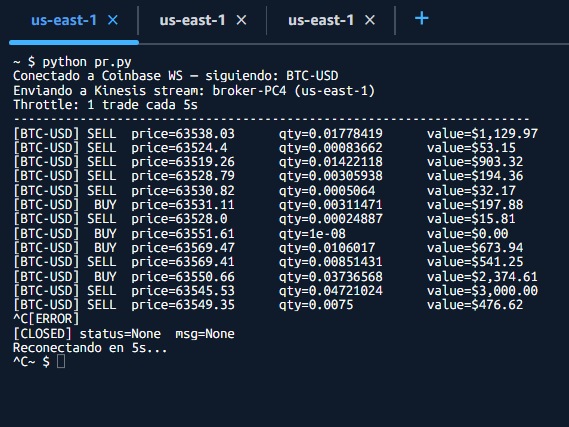 us-east-1 × us-east-1 × us-east-1 × +
~ $ python pr.py
Conectado a Coinbase WS — siguiendo: BTC-USD
Enviando a Kinesis stream: broker-PC4 (us-east-1)
Throttle: 1 trade cada 5s
----------------------------------------------------------------------
[BTC-USD] SELL  price=63538.03      qty=0.01778419      value=$1,129.97
[BTC-USD] SELL  price=63524.4       qty=0.00083662      value=$53.15
[BTC-USD] SELL  price=63519.26      qty=0.01422118      value=$903.32
[BTC-USD] SELL  price=63528.79      qty=0.00305938      value=$194.36
[BTC-USD] SELL  price=63530.82      qty=0.0005064       value=$32.17
[BTC-USD]  BUY  price=63531.11      qty=0.00311471      value=$197.88
[BTC-USD] SELL  price=63528.0       qty=0.00024887      value=$15.81
[BTC-USD]  BUY  price=63551.61      qty=1e-08           value=$0.00
[BTC-USD]  BUY  price=63569.47      qty=0.0106017       value=$673.94
[BTC-USD] SELL  price=63569.41      qty=0.00851431      value=$541.25
[BTC-USD]  BUY  price=63550.66      qty=0.03736568      value=$2,374.61
[BTC-USD] SELL  price=63545.53      qty=0.04721024      value=$3,000.00
[BTC-USD] SELL  price=63549.35      qty=0.0075          value=$476.62
^C[ERROR]
[CLOSED] status=None  msg=None
Reconectando en 5s...
^C~ $